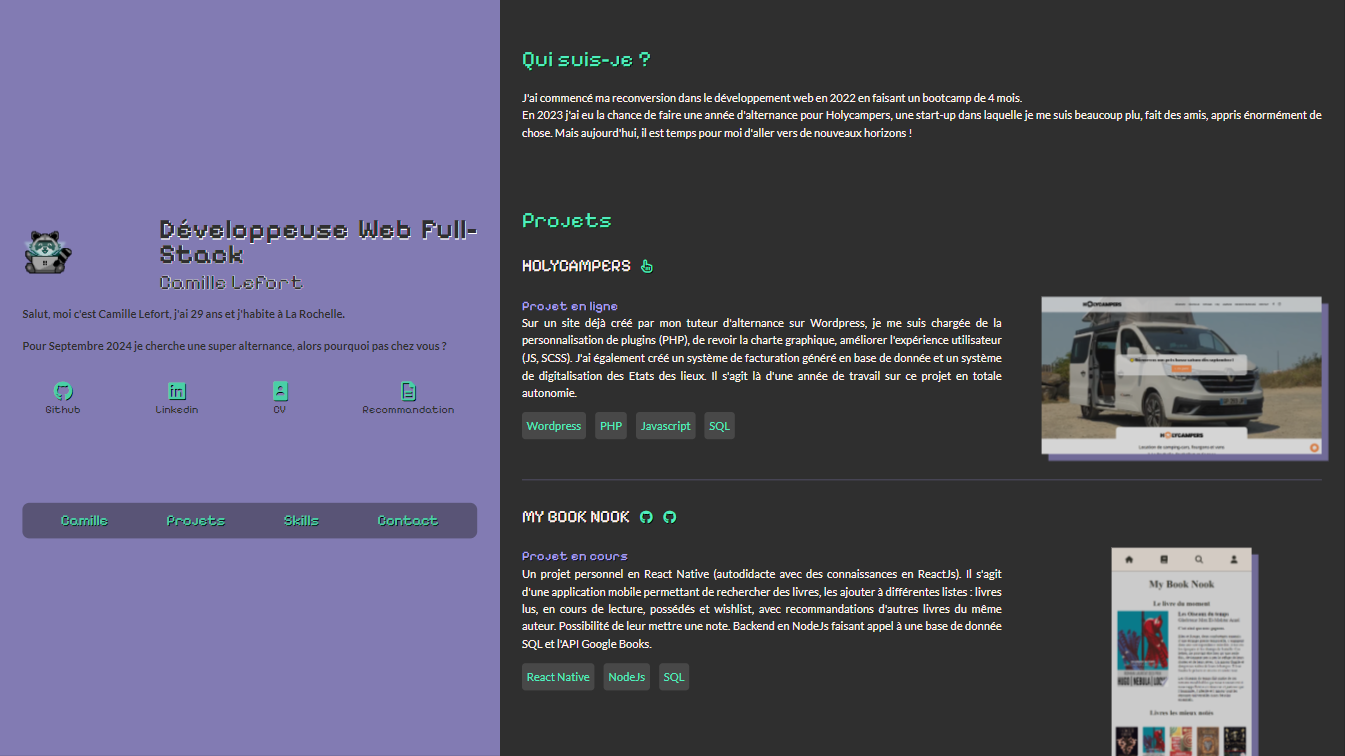 Développeuse Web Full-
Stack
Camille Lefort
Salut, moi c'est Camille Lefort, j'ai 29 ans et j'habite à La Rochelle.
Pour Septembre 2024 je cherche une super alternance, alors pourquoi pas chez vous ?
Github
Linkedin
CV
Recommandation
Camille
Projets
Skills
Contact
Qui suis-je ?
J'ai commencé ma reconversion dans le développement web en 2022 en faisant un bootcamp de 4 mois.
En 2023 j'ai eu la chance de faire une année d'alternance pour Holycampers, une start-up dans laquelle je me suis beaucoup plu, fait des amis, appris énormément de
chose. Mais aujourd'hui, il est temps pour moi d'aller vers de nouveaux horizons !
Projets
HOLYCAMPERS
Projet en ligne
Sur un site déjà créé par mon tuteur d'alternance sur Wordpress, je me suis chargée de la
personnalisation de plugins (PHP), de revoir la charte graphique, améliorer l'expérience utilisateur
(JS, SCSS). J'ai également créé un système de facturation généré en base de donnée et un système
de digitalisation des Etats des lieux. Il s'agit là d'une année de travail sur ce projet en totale
autonomie.
Wordpress
PHP
Javascript
SQL
HOLYCAMPERS
HOLYCAMPERS
Location de camping-cars, fourgons et vans
MY BOOK NOOK
Projet en cours
Un projet personnel en React Native (autodidacte avec des connaissances en ReactJs). Il s'agit
d'une application mobile permettant de rechercher des livres, les ajouter à différentes listes : livres
lus, en cours de lecture, possédés et wishlist, avec recommandations d'autres livres du même
auteur. Possibilité de leur mettre une note. Backend en NodeJs faisant appel à une base de donnée
SQL et l'API Google Books.
React Native
NodeJs
SQL
My Book Nook
Le livre du moment
Les Oiseaux du temps
Livres les mieux notés